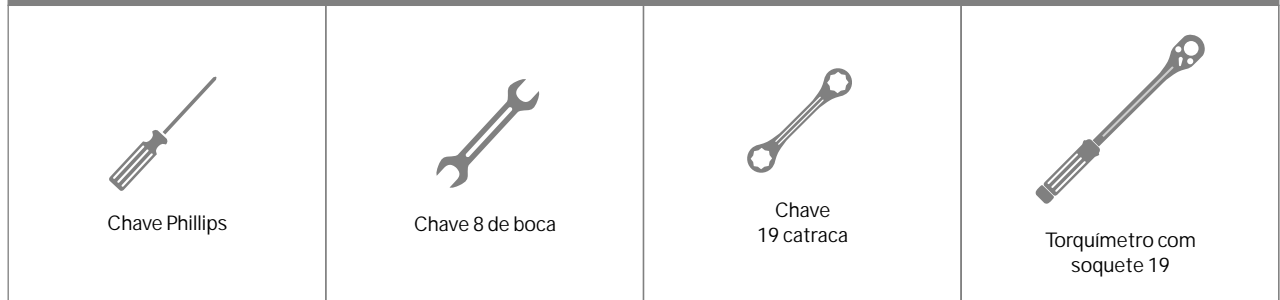 Chave Phillips
Chave 8 de boca
Chave
19 catraca
Torquímetro com
soquete 19